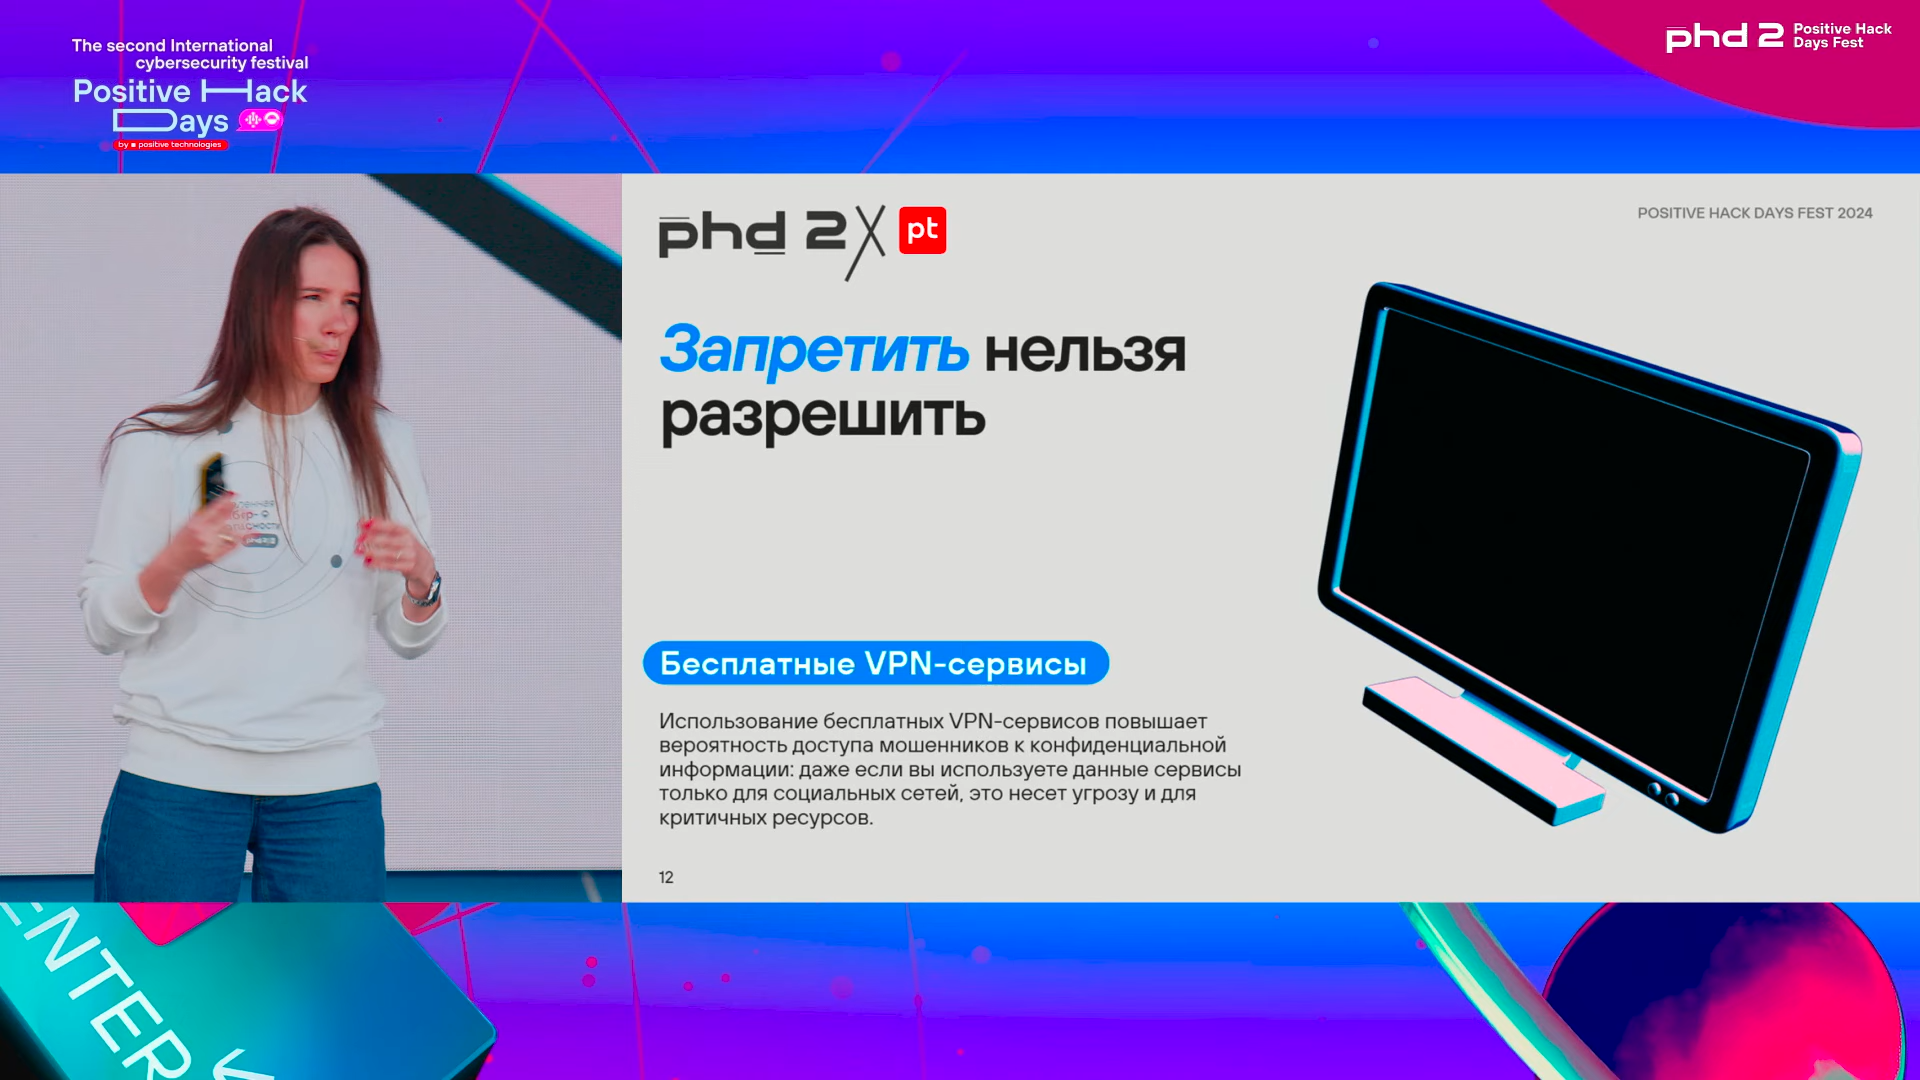 The second International
cybersecurity festival
Positive Hack
Days
by positive technologies
phd 2
Positive Hack
Days Fest
phd 2
pt
POSITIVE HACK DAYS FEST 2024
Запретить нельзя
разрешить
Бесплатные VPN-сервисы
Использование бесплатных VPN-сервисов повышает
вероятность доступа мошенников к конфиденциальной
информации: даже если вы используете данные сервисы
только для социальных сетей, это несет угрозу и для
критичных ресурсов.
12
ENTER